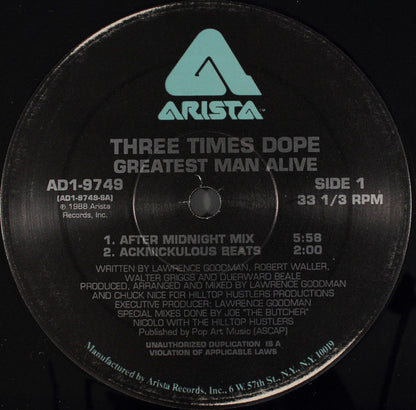 ARISTA™
THREE TIMES DOPE
GREATEST MAN ALIVE
AD1-9749
[AD1-9749-SA]
℗ 1988 Arista
Records, Inc.
SIDE 1
33 1/3 RPM
1. AFTER MIDNIGHT MIX 5:58
2. ACKNICKULOUS BEATS 2:00
WRITTEN BY LAWRENCE GOODMAN, ROBERT WALLER,
WALTER GRIGGS AND DUERWARD BEALE
PRODUCED, ARRANGED AND MIXED BY LAWRENCE GOODMAN
AND CHUCK NICE FOR HILLTOP HUSTLERS PRODUCTIONS
EXECUTIVE PRODUCER: LAWRENCE GOODMAN
SPECIAL MIXES DONE BY JOE "THE BUTCHER"
NICOLO WITH THE HILLTOP HUSTLERS
Published by Pop Art Music [ASCAP]
UNAUTHORIZED DUPLICATION IS A
VIOLATION OF APPLICABLE LAWS
Manufactured by Arista Records, Inc., 6 W. 57th St., N.Y., N.Y. 10019